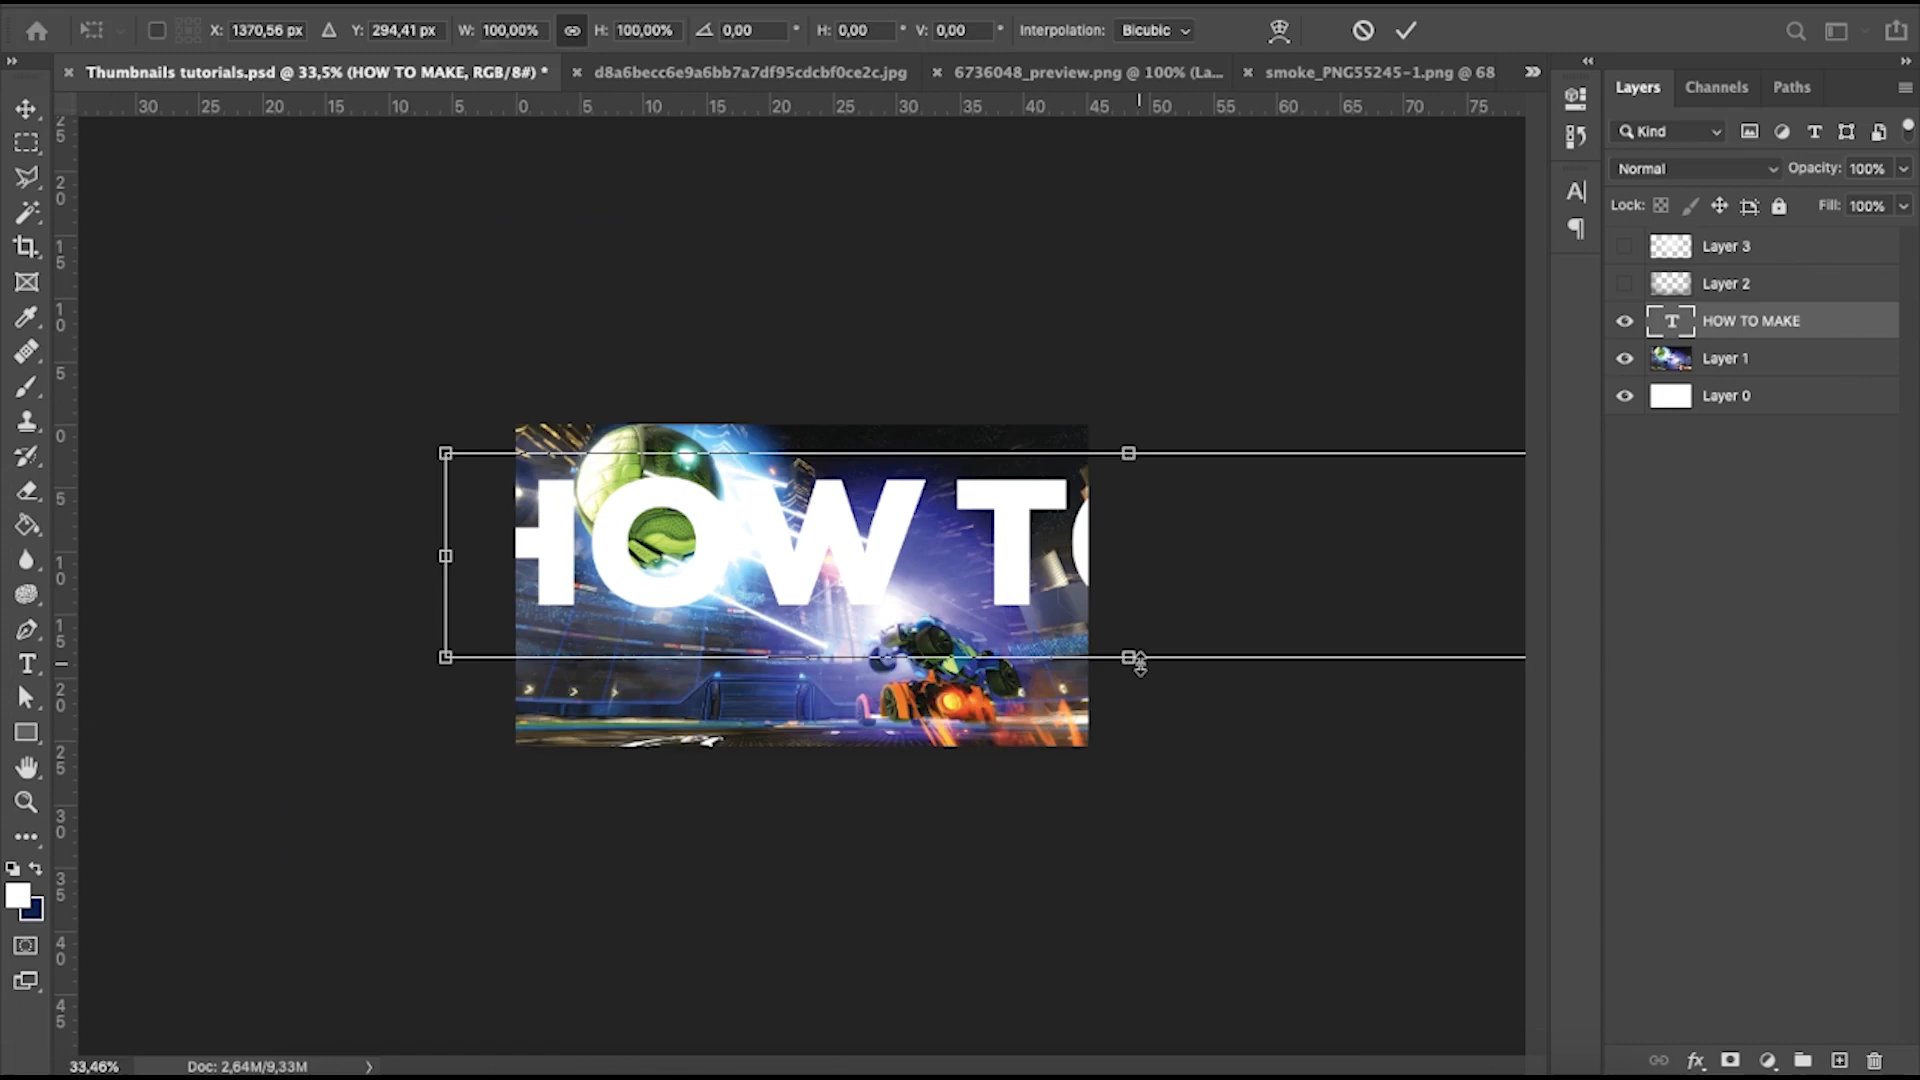 X: 1370,56 px Y: 294,41 px W: 100,00% H: 100,00% 0,00 ° H: 0,00 ° V: 0,00 ° Interpolation: Bicubic
Thumbnails tutorials.psd @ 33,5% (HOW TO MAKE, RGB/8#) * d8a6becc6e9a6bb7a7df95cdcbf0ce2c.jpg 6736048_preview.png @ 100% (La... smoke_PNG55245-1.png @ 68
30 25 20 15 10 5 0 5 10 15 20 25 30 35 40 45 50 55 60 65 70 75
25
20
15
10
5
0
5
10
15
20
25
30
35
40
45
HOW TO
Layers Channels Paths
Kind
Normal Opacity: 100%
Lock: Fill: 100%
Layer 3
Layer 2
HOW TO MAKE
Layer 1
Layer 0
33,46% Doc: 2,64M/9,33M